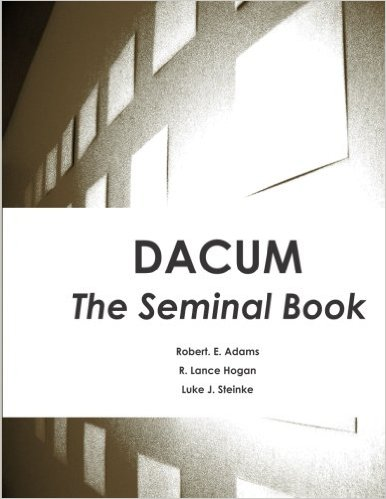 DACUM
The Seminal Book
Robert. E. Adams
R. Lance Hogan
Luke J. Steinke